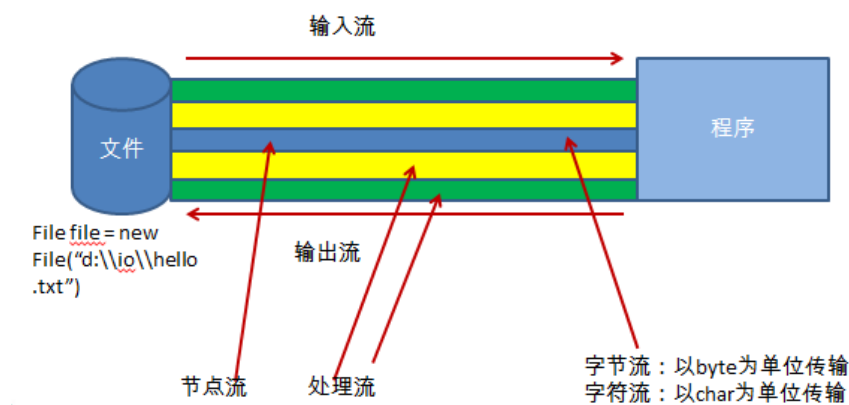 输入流
文件
程序
File file = new
File(“d:\\io\\hello
.txt”)
输出流
节点流
处理流
字节流：以byte为单位传输
字符流：以char为单位传输